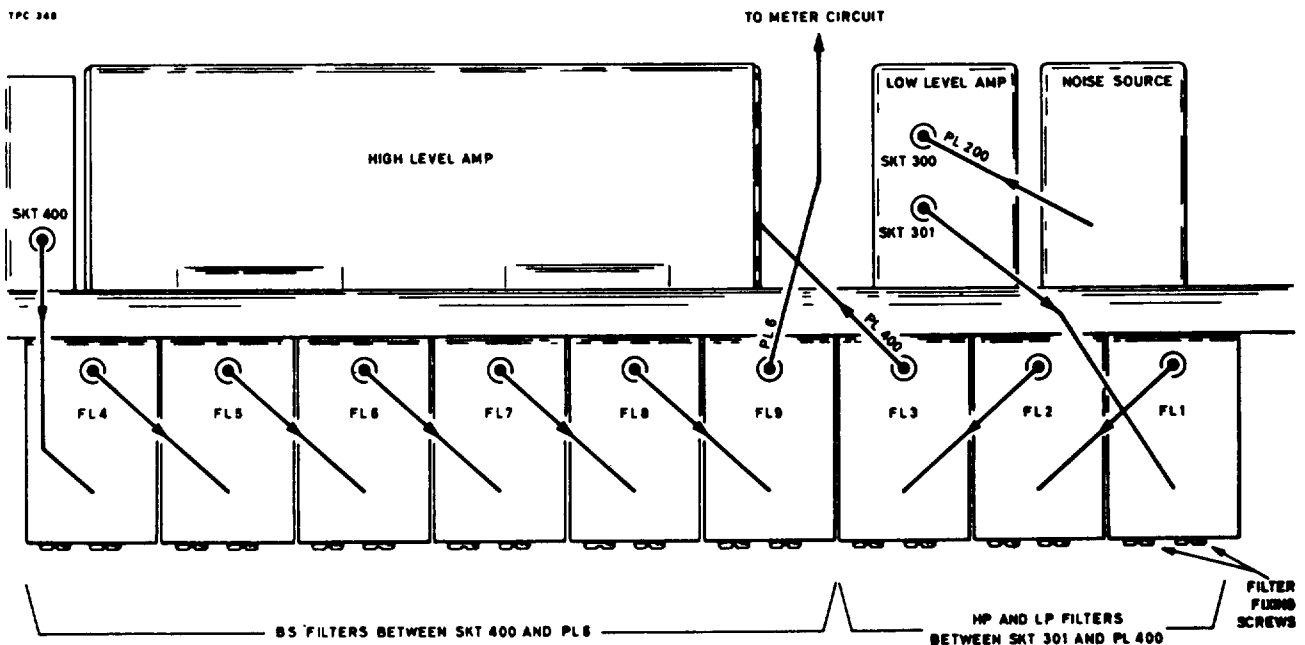 TPC 348
TO METER CIRCUIT
HIGH LEVEL AMP
LOW LEVEL AMP
NOISE SOURCE
SKT 300
PL 200
SKT 400
SKT 301
PL6
PL 400
FL4
FL5
FL6
FL7
FL8
FL9
FL3
FL2
FL1
FILTER
FIXING
SCREWS
BS FILTERS BETWEEN SKT 400 AND PL6
HP AND LP FILTERS
BETWEEN SKT 301 AND PL 400